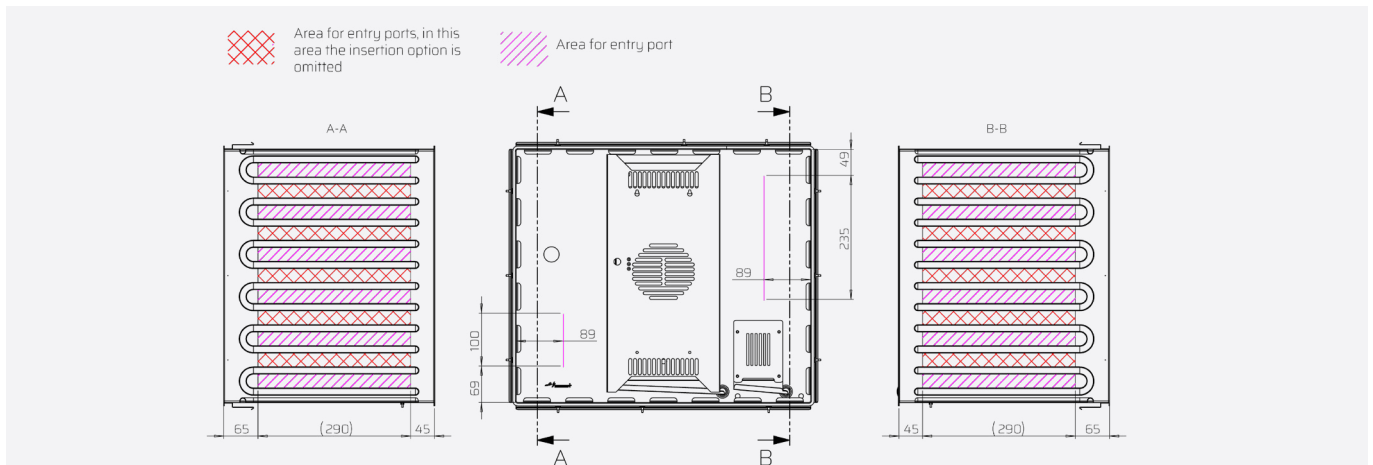 Area for entry ports, in this
area the insertion option is
omitted
Area for entry port
A
B
A-A
B-B
49
235
89
100
89
69
65
(290)
45
45
(290)
65
A
B